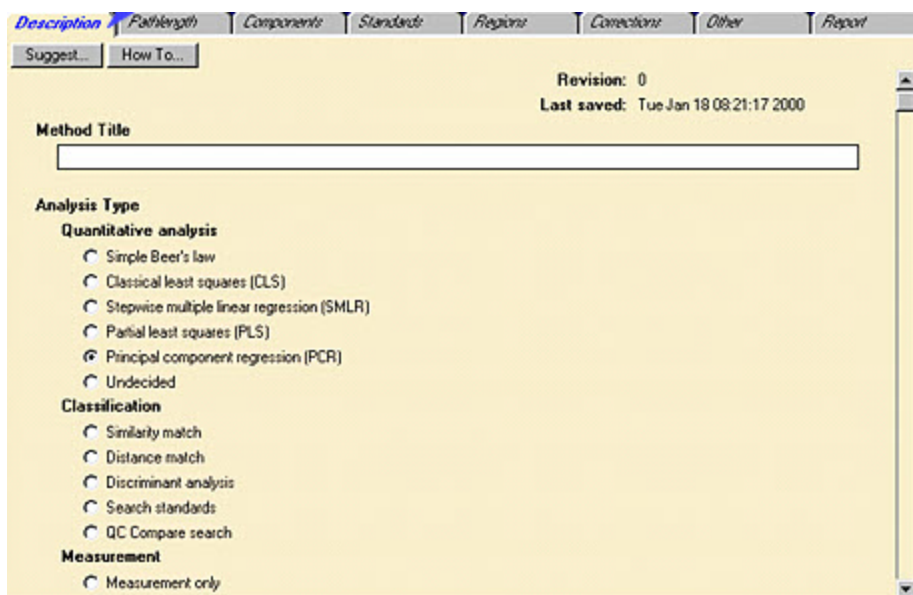 Description Pathlength Components Standards Regions Corrections Other Report
Suggest... How To...
Revision: 0
Last saved: Tue Jan 18 08:21:17 2000
Method Title
Analysis Type
Quantitative analysis
Simple Beer's law
Classical least squares (CLS)
Stepwise multiple linear regression (SMLR)
Partial least squares (PLS)
Principal component regression (PCR)
Undecided
Classification
Similarity match
Distance match
Discriminant analysis
Search standards
QC Compare search
Measurement
Measurement only